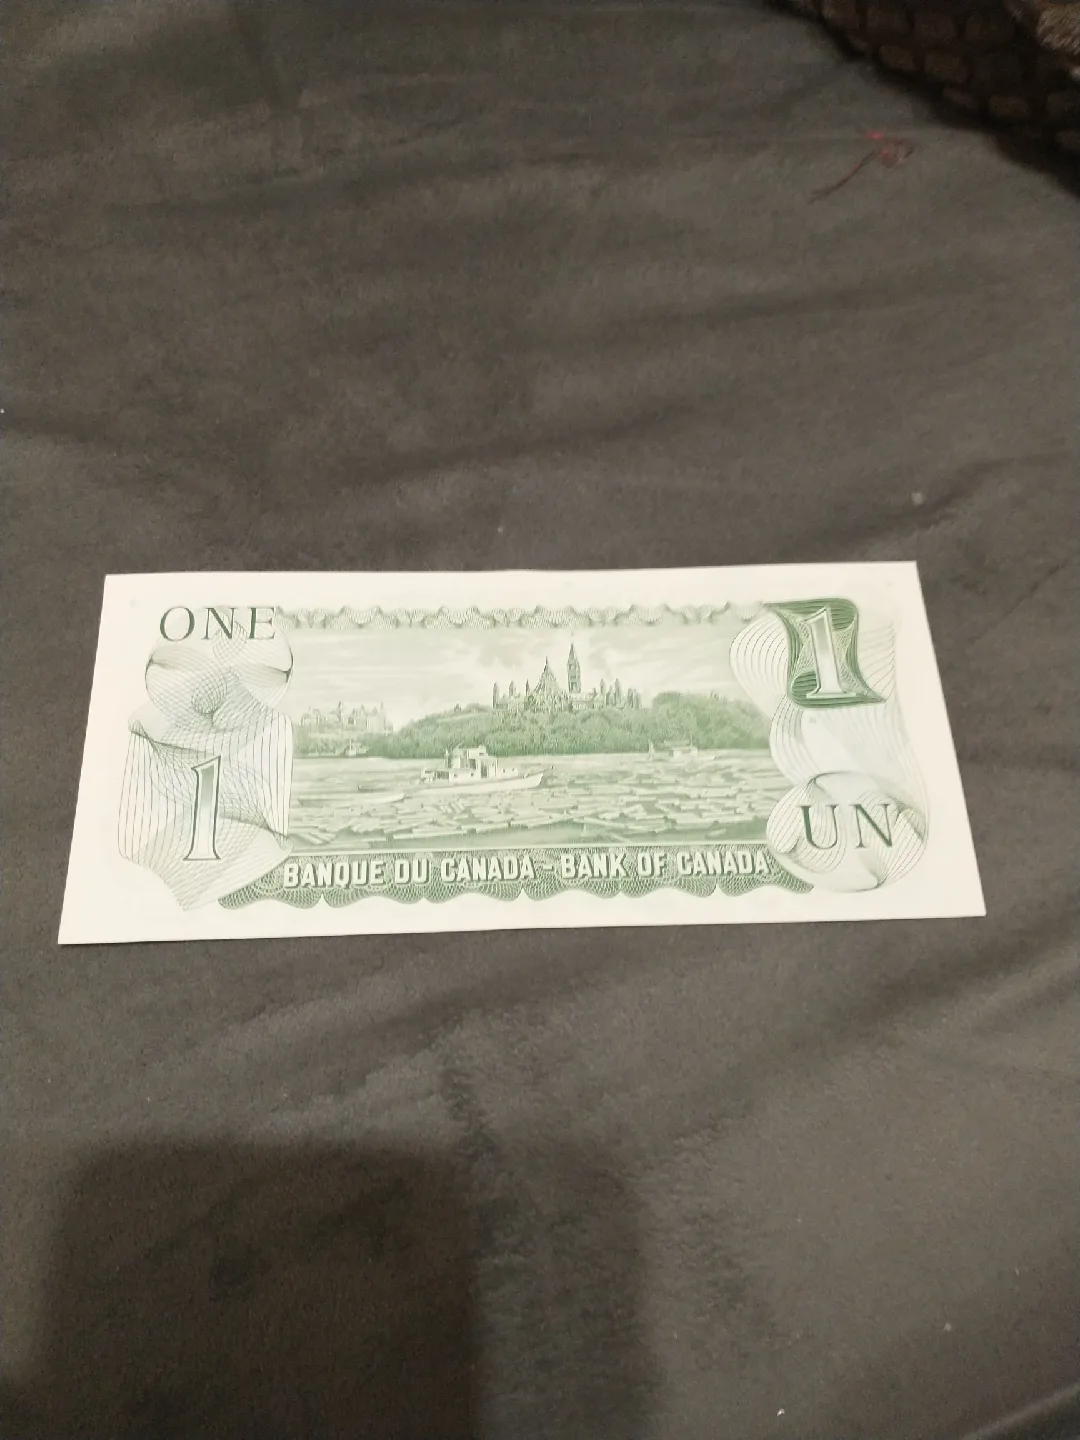 ONE
1
1
UN
BANQUE DU CANADA - BANK OF CANADA